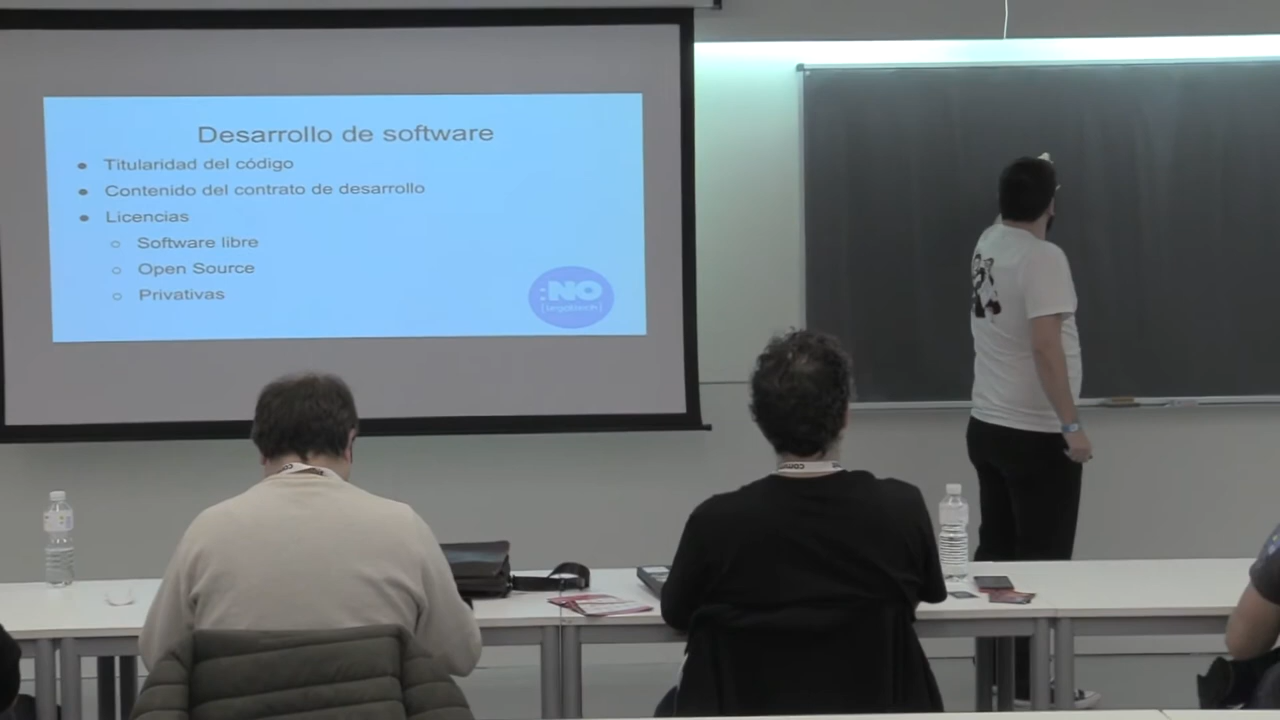 Desarrollo de software
Titularidad del código
Contenido del contrato de desarrollo
Licencias
Software libre
Open Source
Privativas
:NO